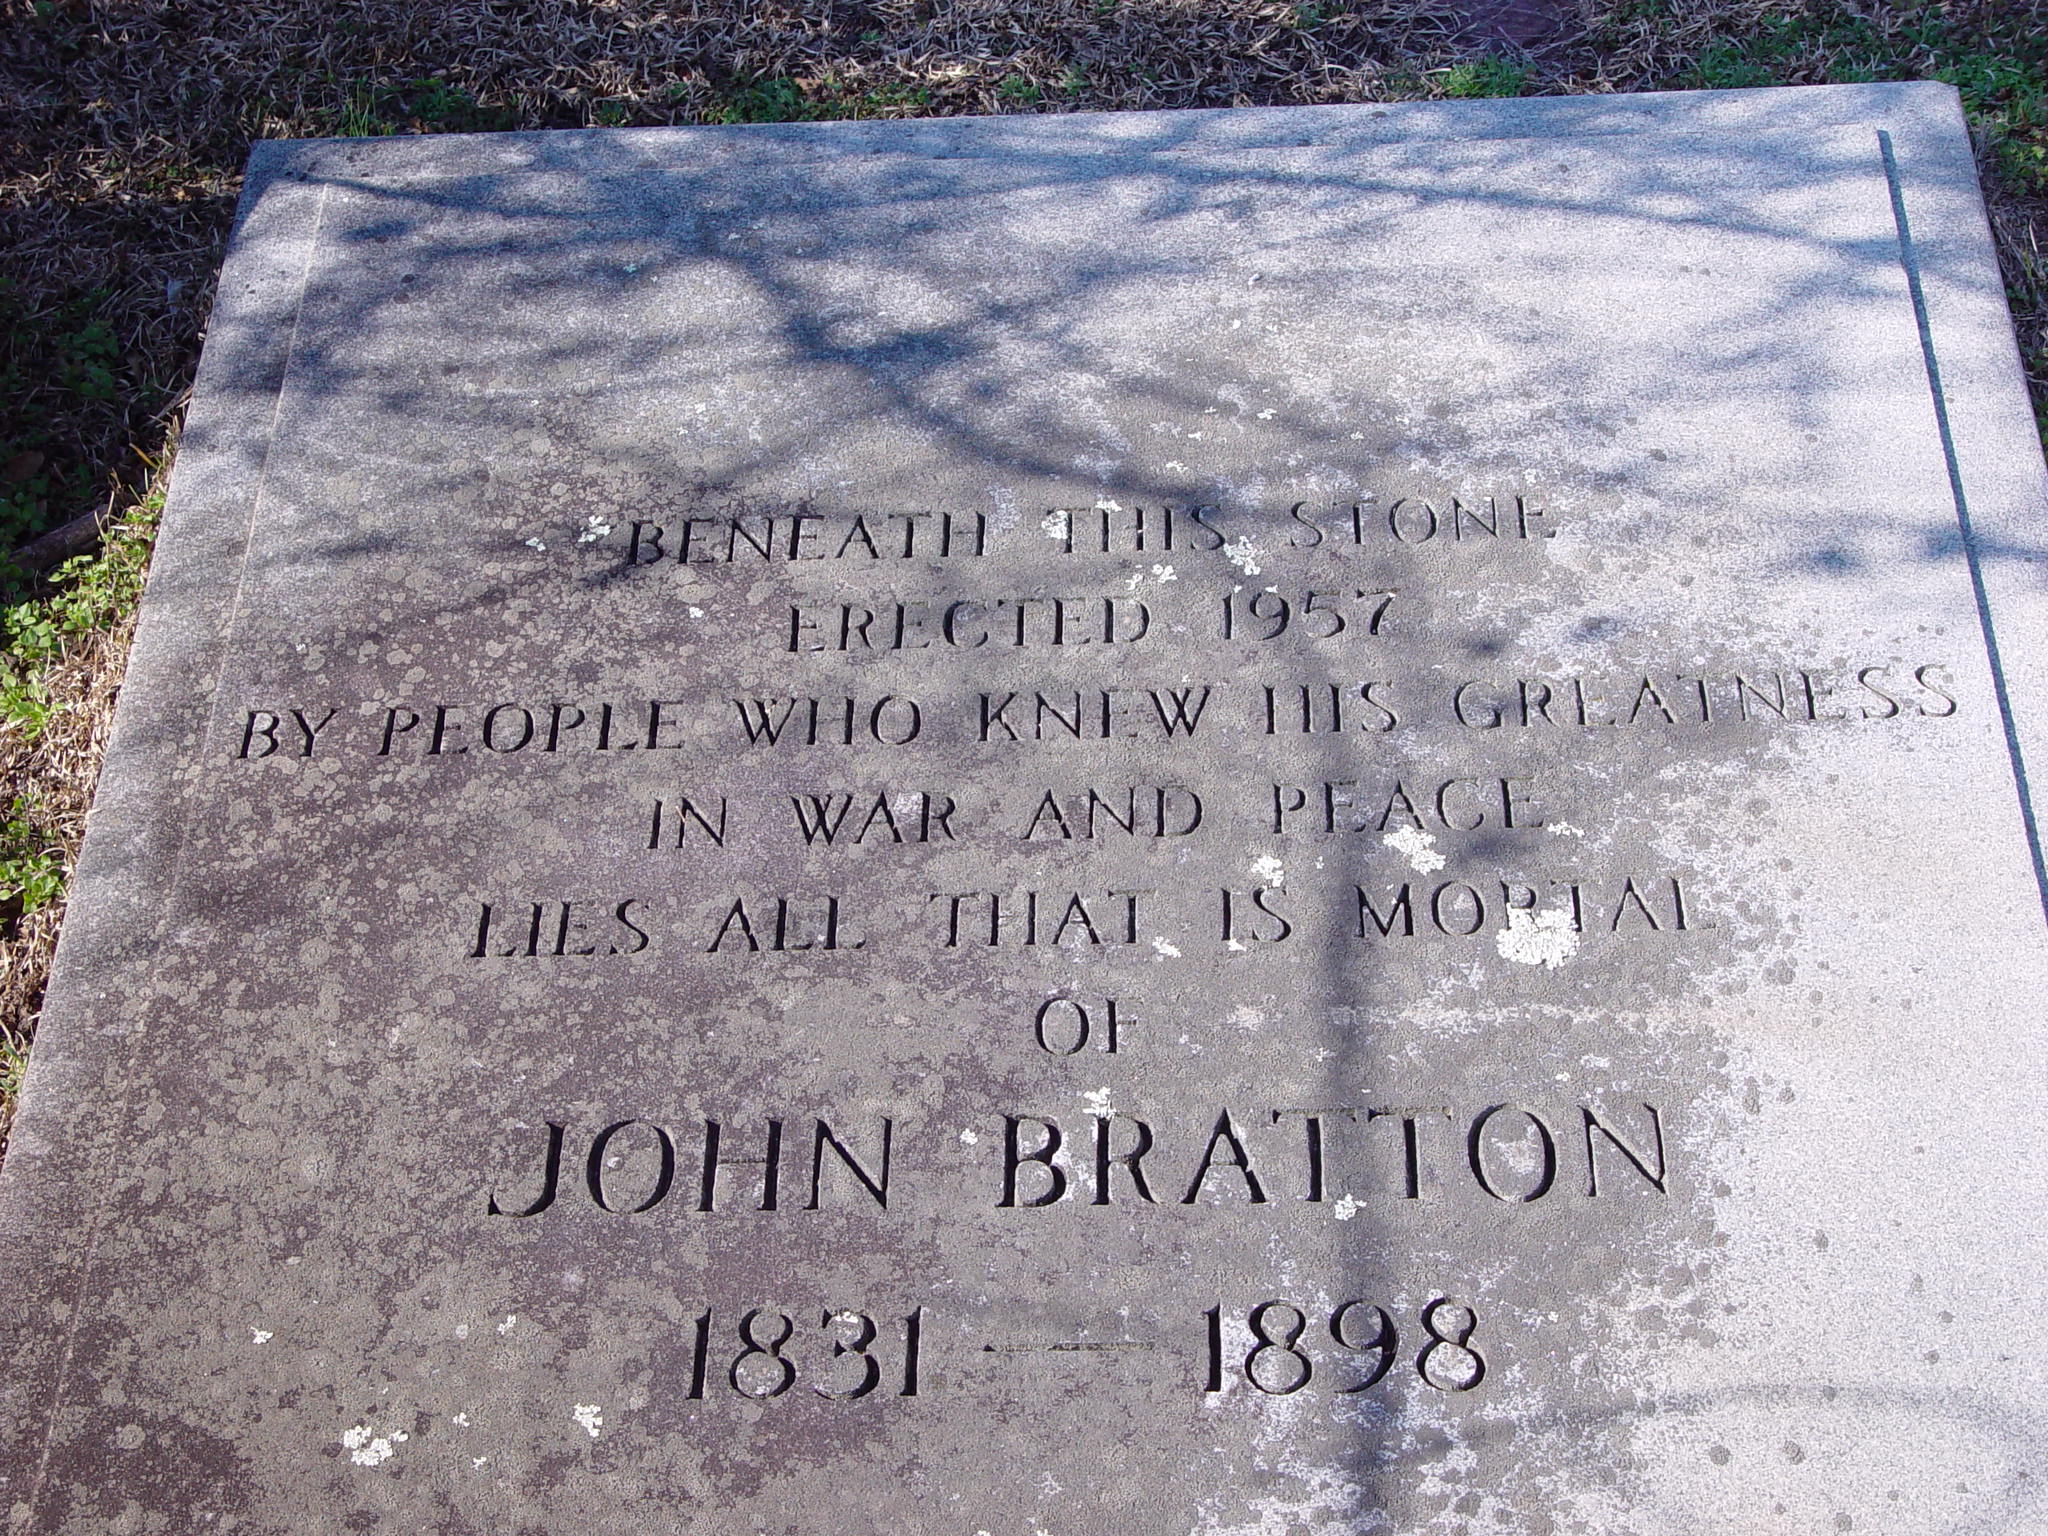 BENEATH THIS STONE
ERECTED 1957
BY PEOPLE WHO KNEW HIS GREATNESS
IN WAR AND PEACE
LIES ALL THAT IS MORTAL
OF
JOHN BRATTON
1831 — 1898